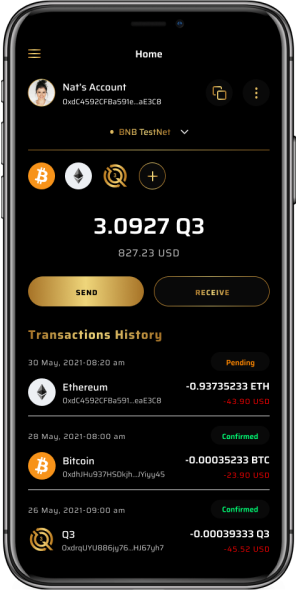 Home
Nat's Account
0xdC4592CFBa591e...aE3CB
BNB TestNet
3.0927 Q3
827.23 USD
SEND
RECEIVE
Transactions History
30 May, 2021-08:20 am
Pending
Ethereum
-0.93735233 ETH
0xdC4592CFBa591...eaE3CB
-43.90 USD
28 May, 2021-08:00 am
Confirmed
Bitcoin
-0.00035233 BTC
0xdhJHu937HSDkjh...JYiyy45
-23.90 USD
26 May, 2021-09:00 am
Confirmed
Q3
-0.00039333 Q3
0xdrqUYU886jy76...HJ67yh7
-45.52 USD